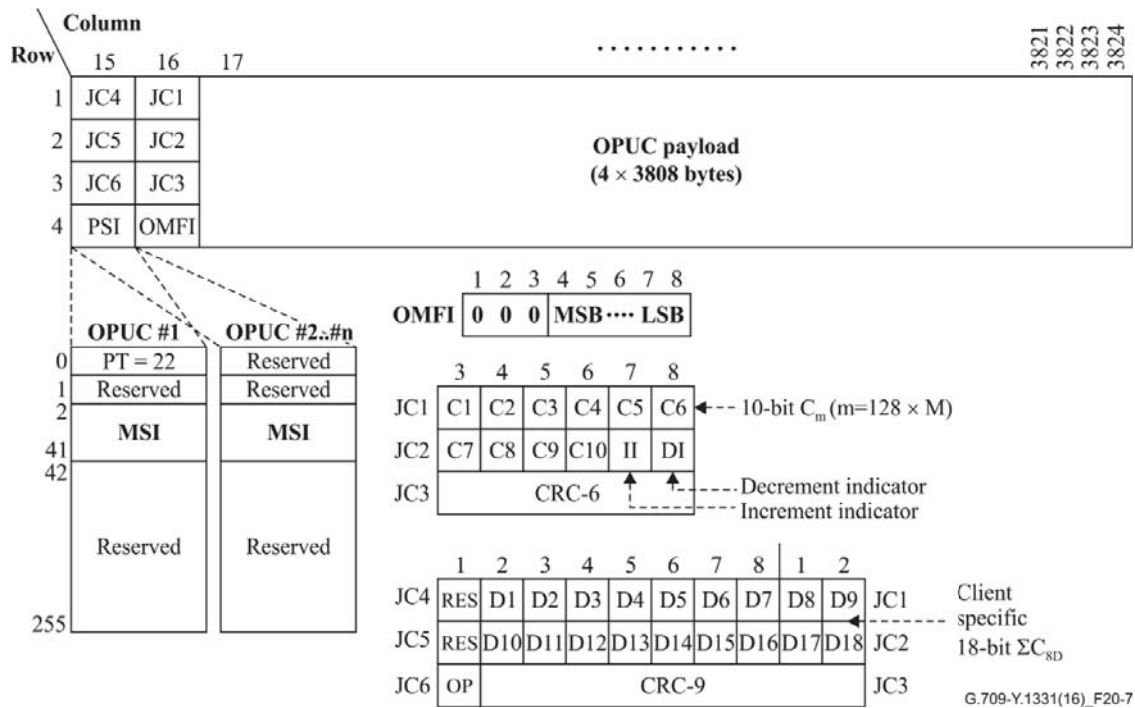 Column
Row
15 16 17 ........... 3821 3822 3823 3824
1 JC4 JC1
2 JC5 JC2
3 JC6 JC3
4 PSI OMFI
OPUC payload
(4 × 3808 bytes)
1 2 3 4 5 6 7 8
OMFI 0 0 0 MSB···· LSB
OPUC #1 OPUC #2..#n
0 PT = 22 Reserved
1 Reserved Reserved
2
MSI MSI
41
42
Reserved Reserved
255
3 4 5 6 7 8
JC1 C1 C2 C3 C4 C5 C6 10-bit Cm (m=128 × M)
JC2 C7 C8 C9 C10 II DI
JC3 CRC-6
Decrement indicator
Increment indicator
1 2 3 4 5 6 7 8 1 2
JC4 RES D1 D2 D3 D4 D5 D6 D7 D8 D9 JC1
JC5 RES D10 D11 D12 D13 D14 D15 D16 D17 D18 JC2
JC6 OP CRC-9 JC3
Client
specific
18-bit ΣC8D
G.709-Y.1331(16)_F20-7